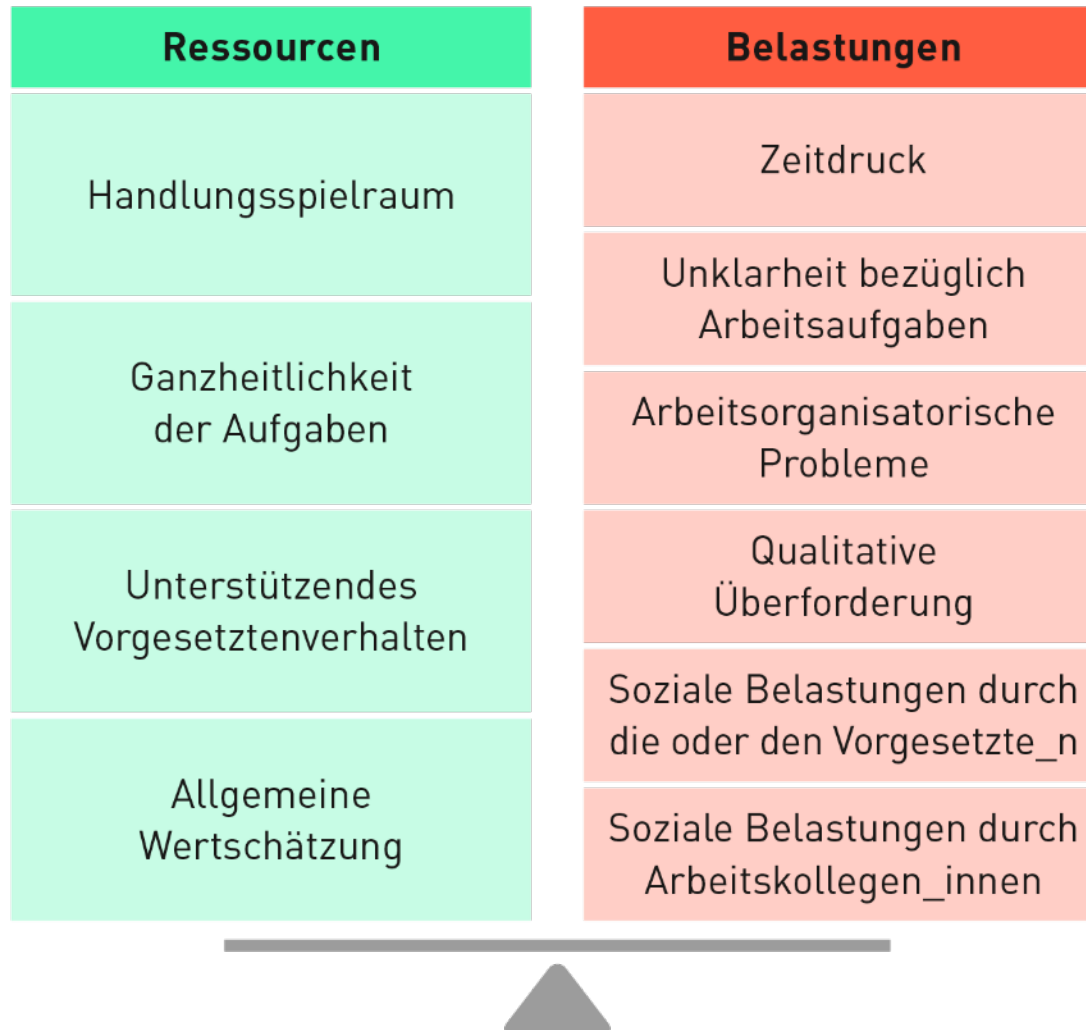 Ressourcen
Handlungsspielraum
Ganzheitlichkeit
der Aufgaben
Unterstützendes
Vorgesetztenverhalten
Allgemeine
Wertschätzung
Belastungen
Zeitdruck
Unklarheit bezüglich
Arbeitsaufgaben
Arbeitsorganisatorische
Probleme
Qualitative
Überforderung
Soziale Belastungen durch
die oder den Vorgesetzte_n
Soziale Belastungen durch
Arbeitskollegen_innen